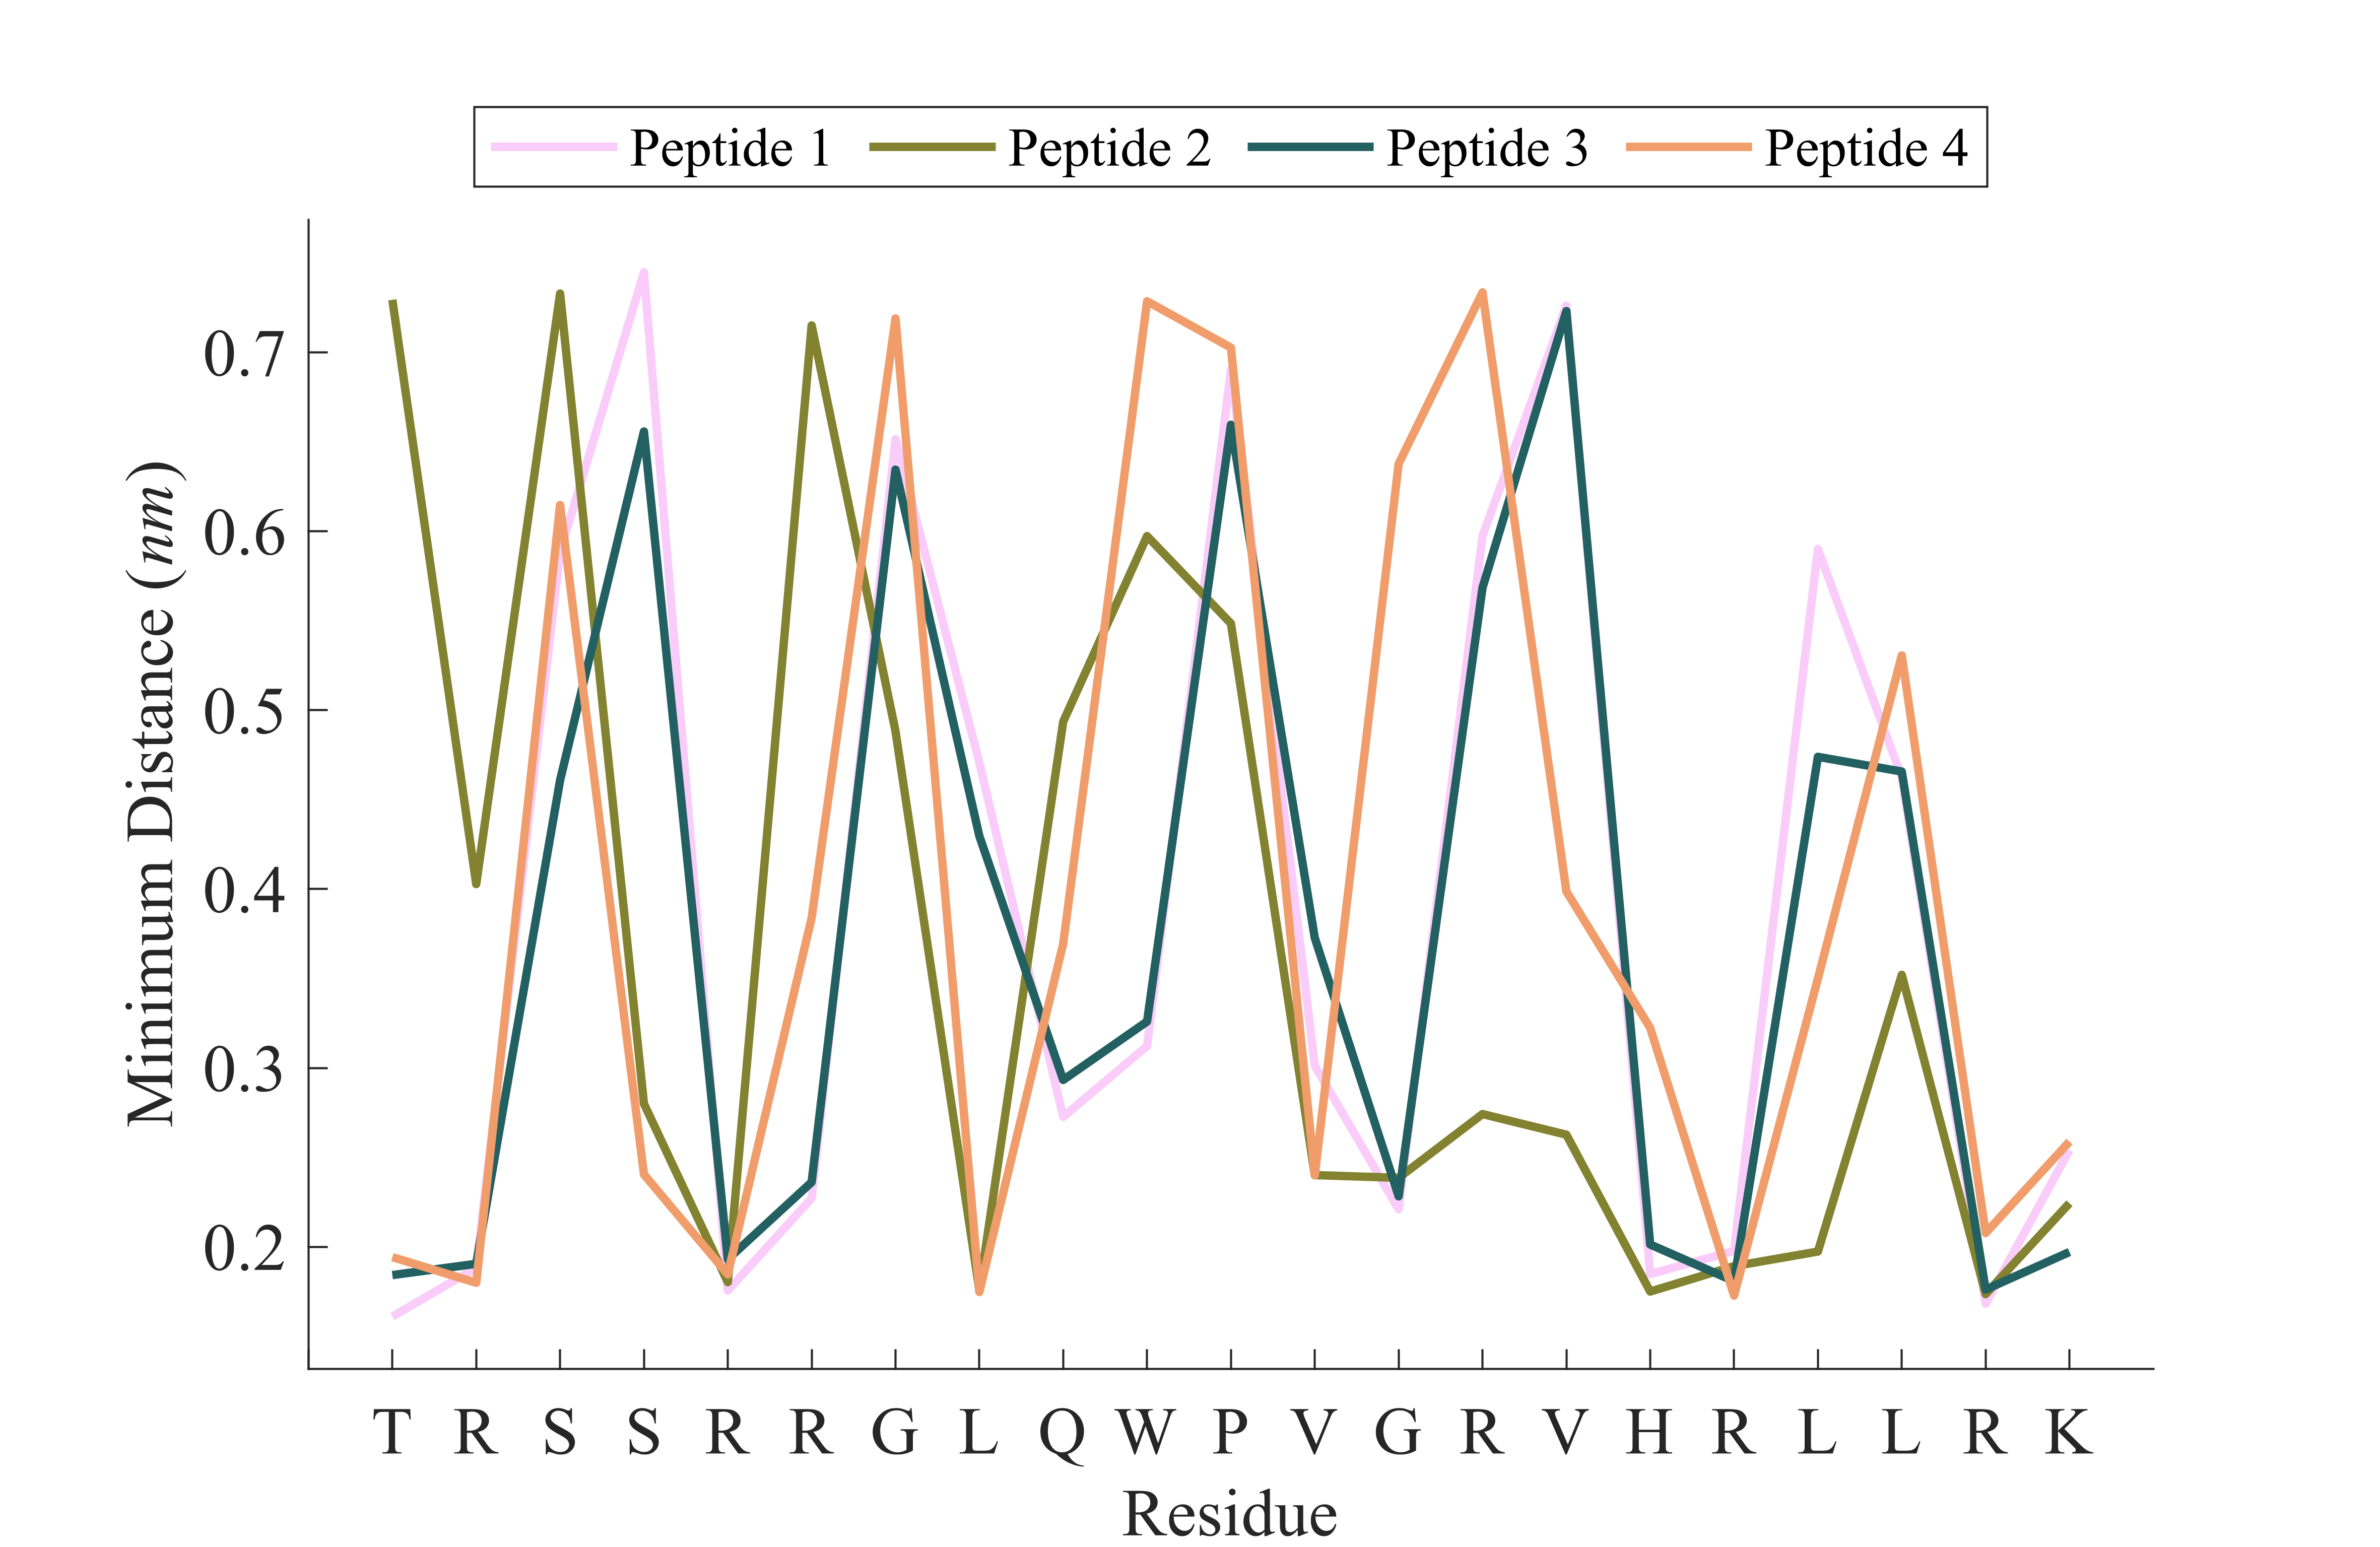 Peptide 1 Peptide 2 Peptide 3 Peptide 4
0.7
0.6
0.5
0.4
0.3
0.2
Minimum Distance (nm)
T R S S R R G L Q W P V G R V H R L L R K
Residue